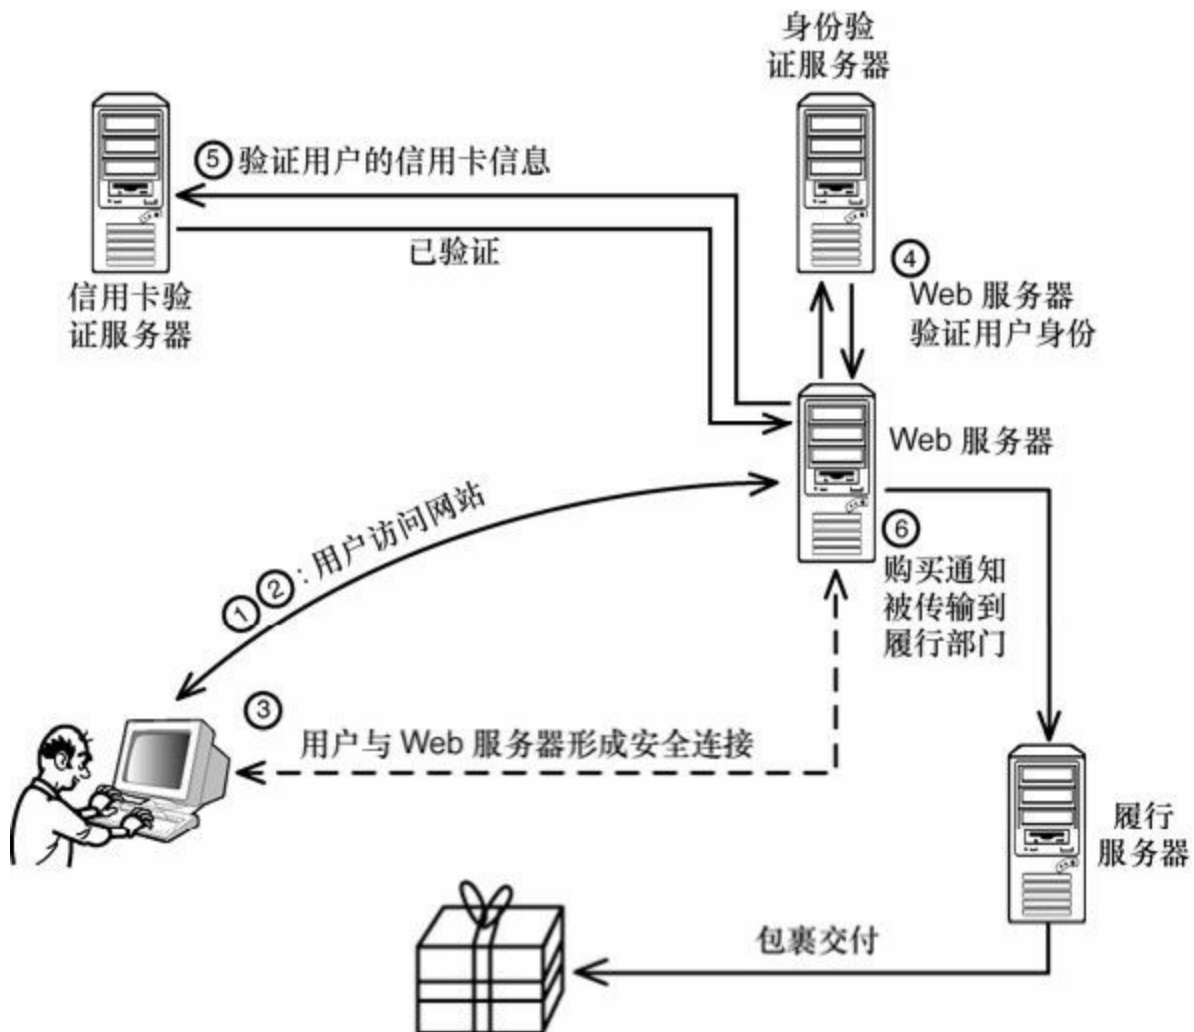 身份验
证服务器
⑤验证用户的信用卡信息
已验证
信用卡验
证服务器
④
Web 服务器
验证用户身份
Web 服务器
①②:用户访问网站
⑥
购买通知
被传输到
履行部门
③
用户与 Web 服务器形成安全连接
履行
服务器
包裹交付